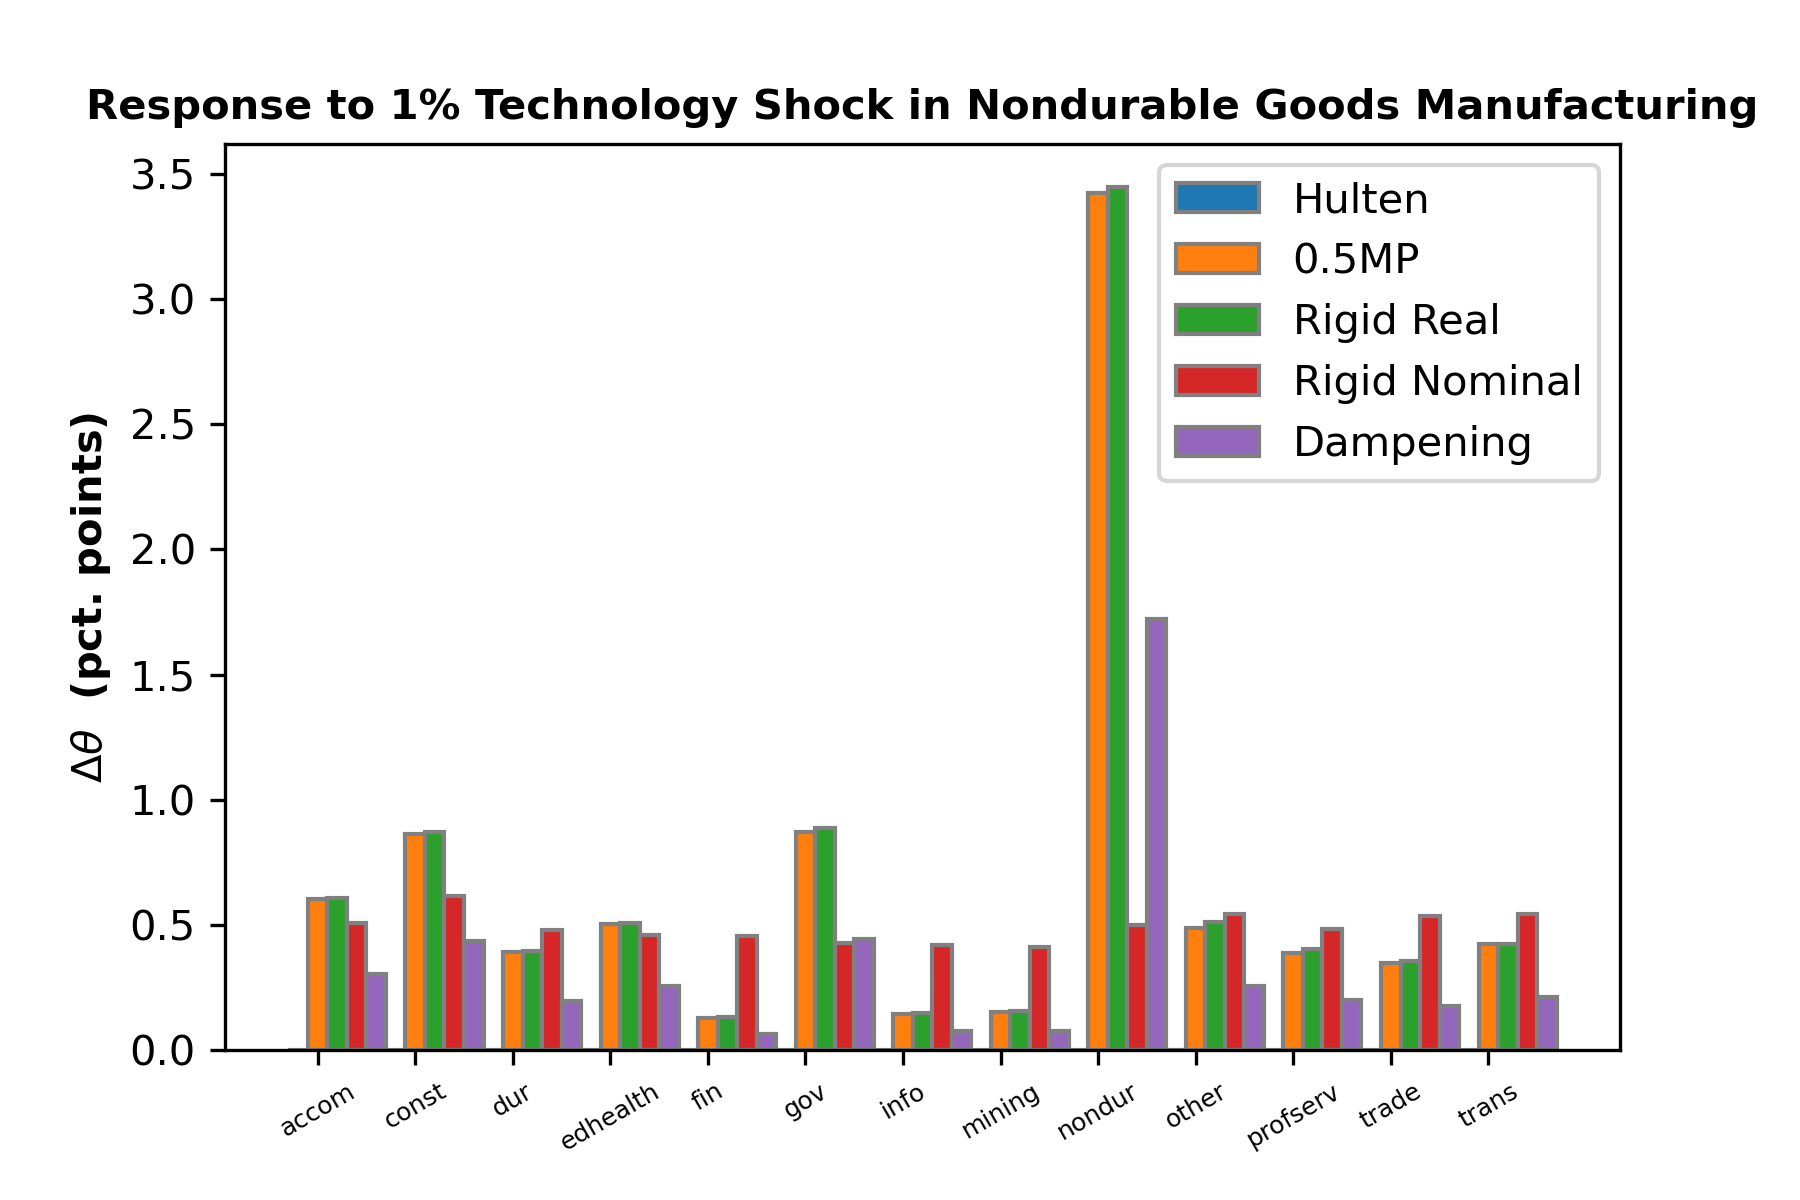 Response to 1% Technology Shock in Nondurable Goods Manufacturing
Δθ (pct. points)
3.5
3.0
2.5
2.0
1.5
1.0
0.5
0.0
Hulten
0.5MP
Rigid Real
Rigid Nominal
Dampening
accom const dur edhealth fin gov info mining nondur other profserv trade trans